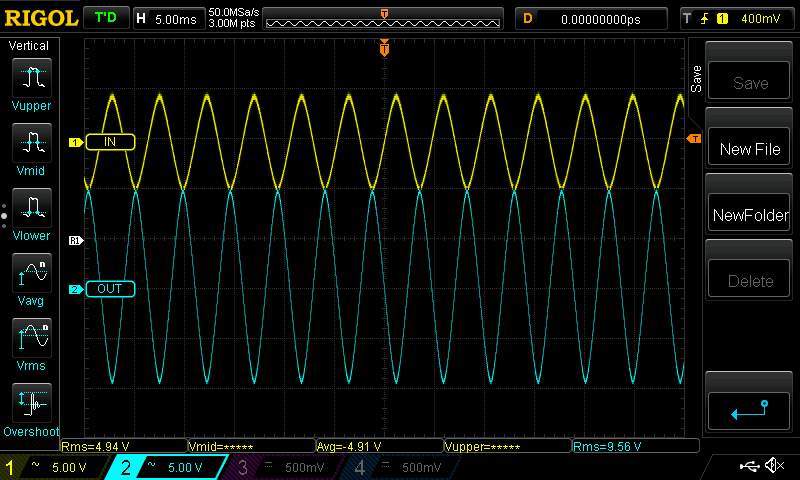 RIGOL T'D H 5.00ms 50.0MSa/s 3.00M pts T D 0.00000000ps T 1 400mV
T
Vertical
Vupper
Vmid
Vlower
n
Vavg
n
Vrms
Overshoot
1 IN
R1
2 OUT
T
Save
Save
New File
NewFolder
Delete
Rms=4.94 V Vmid=***** Avg=-4.91 V Vupper=***** Rms=9.56 V
1 ~ 5.00 V 2 ~ 5.00 V 3 500mV 4 500mV